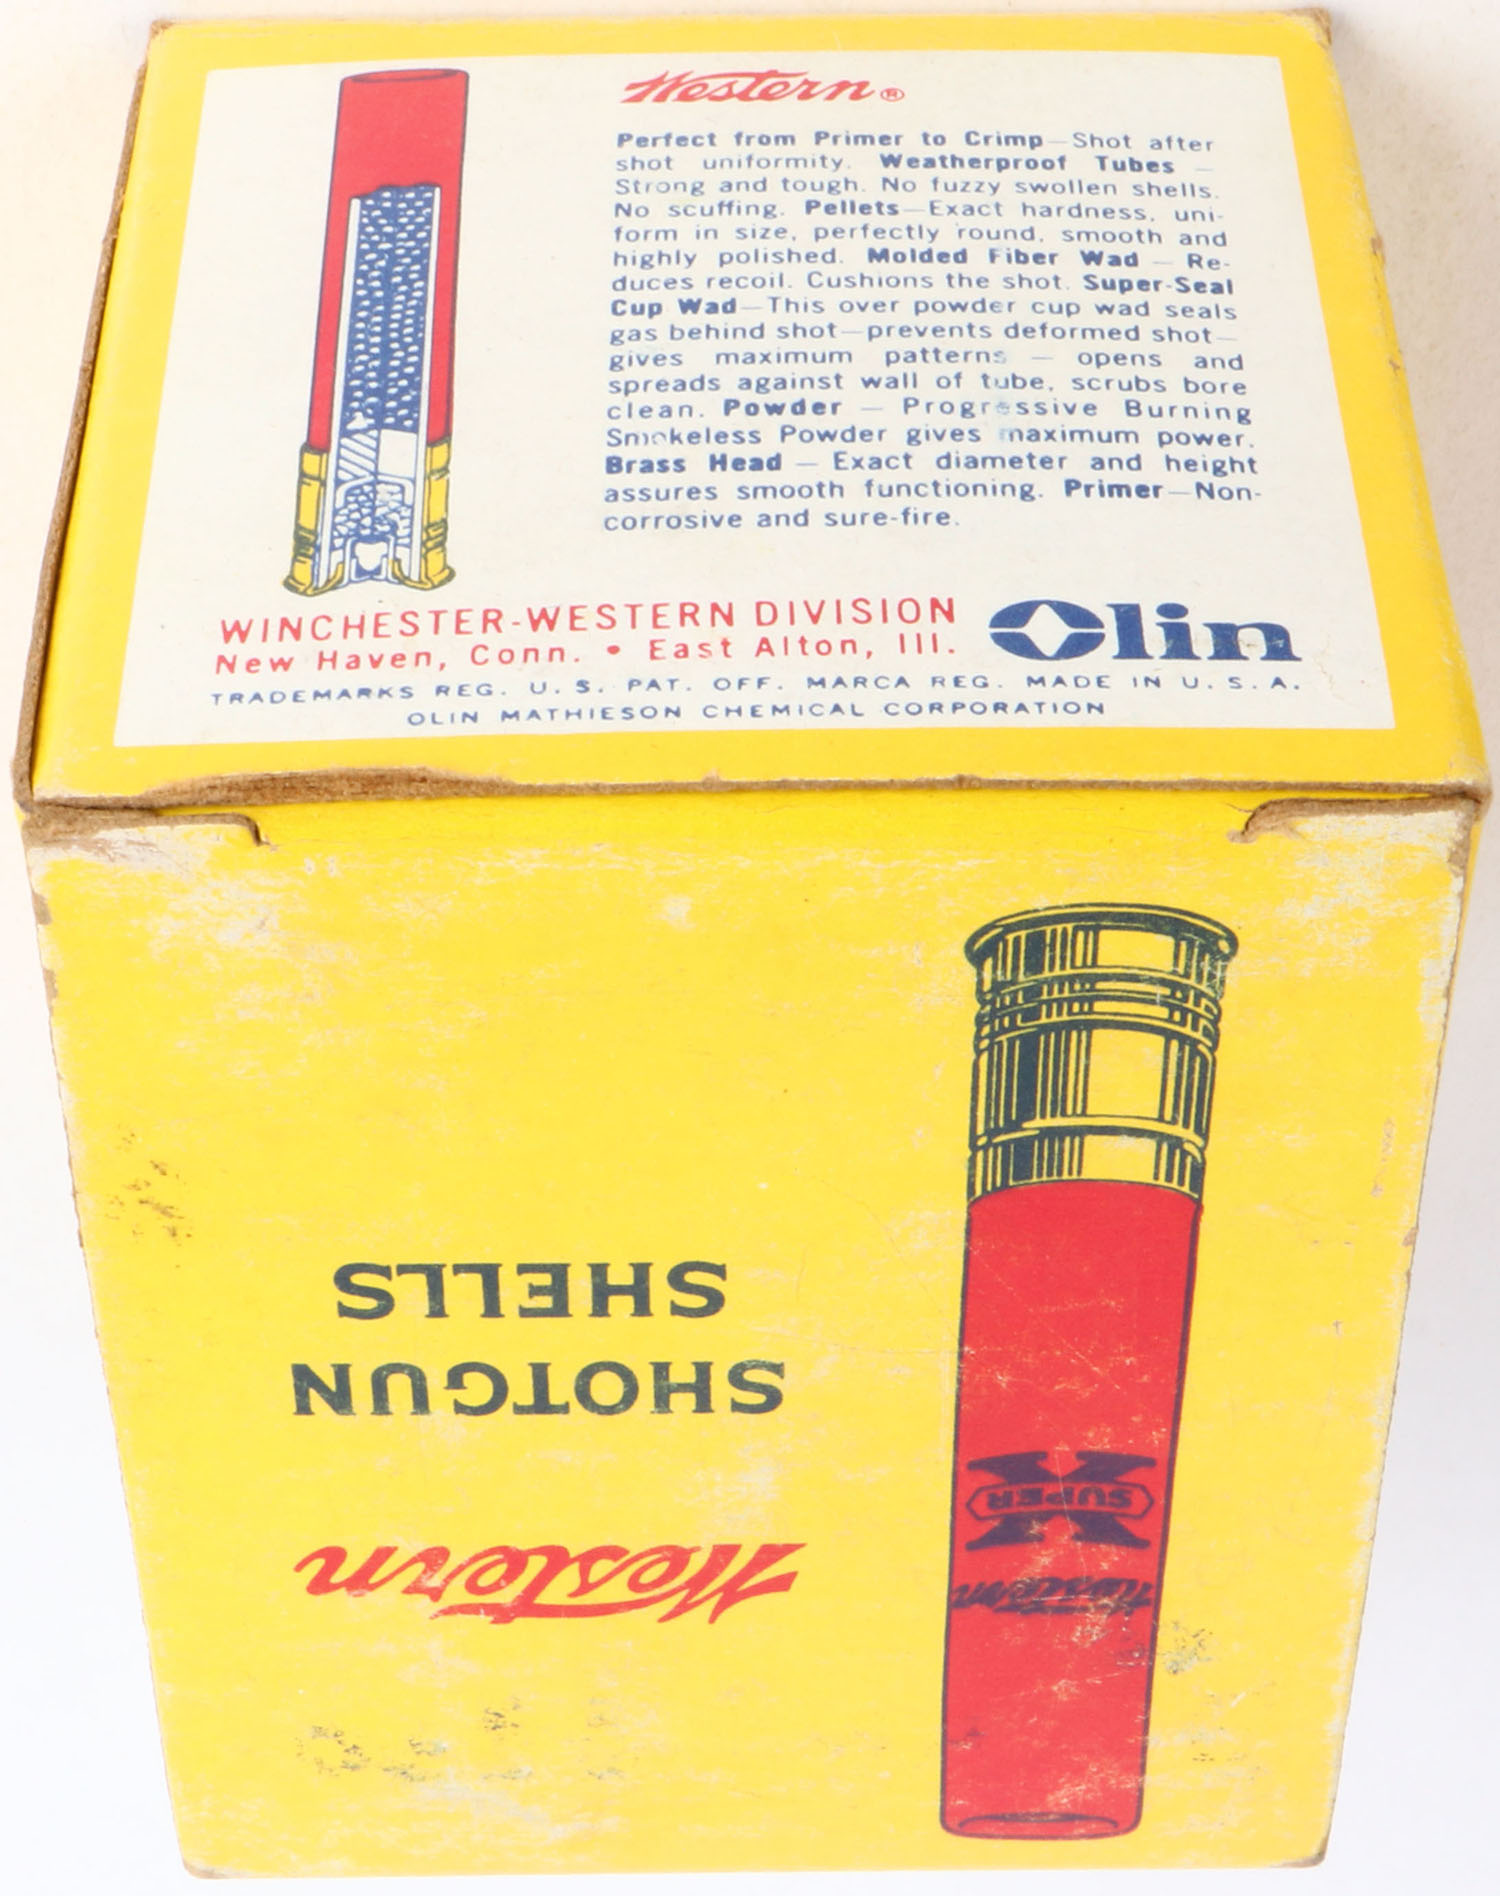 Western®
Perfect from Primer to Crimp—Shot after
shot uniformity. Weatherproof Tubes —
Strong and tough. No fuzzy swollen shells.
No scuffing. Pellets—Exact hardness, uni-
form in size, perfectly round, smooth and
highly polished. Molded Fiber Wad — Re-
duces recoil. Cushions the shot. Super-Seal
Cup Wad—This over powder cup wad seals
gas behind shot—prevents deformed shot—
gives maximum patterns — opens and
spreads against wall of tube, scrubs bore
clean. Powder — Progressive Burning
Smokeless Powder gives maximum power.
Brass Head — Exact diameter and height
assures smooth functioning. Primer—Non-
corrosive and sure-fire.
WINCHESTER-WESTERN DIVISION
New Haven, Conn. • East Alton, Ill.
Olin
TRADEMARKS REG. U. S. PAT. OFF. MARCA REG. MADE IN U. S. A.
OLIN MATHIESON CHEMICAL CORPORATION
Western
SHOTGUN
SHELLS
Western
SUPER X